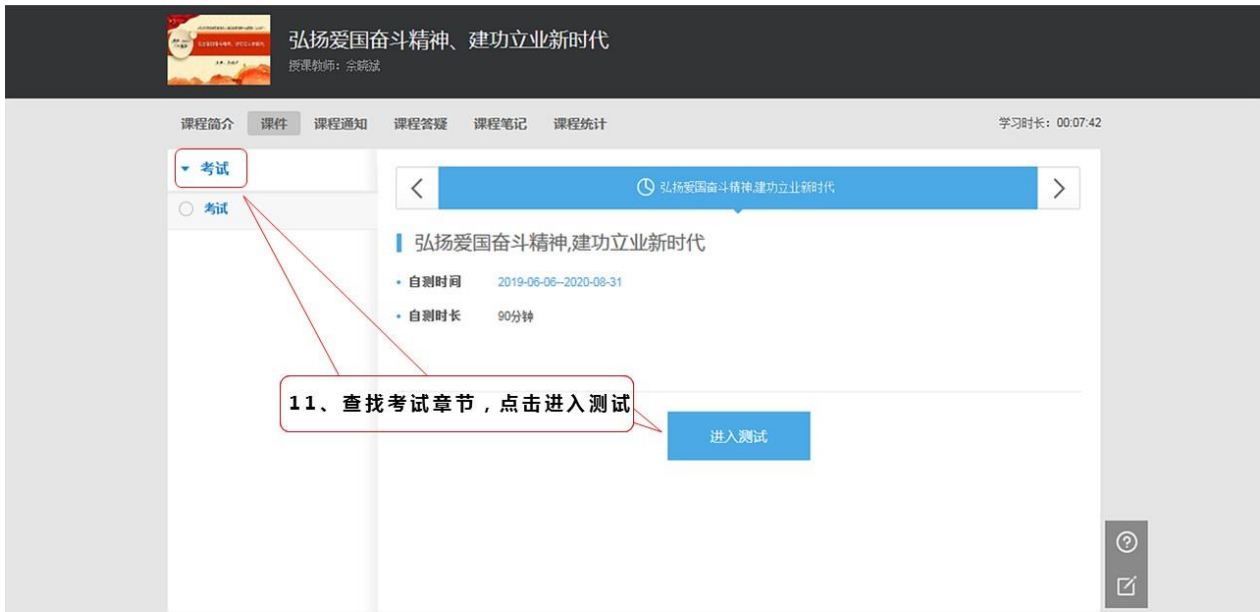 弘扬爱国奋斗精神、建功立业新时代
授课教师：佘晓斌
课程简介 课件 课程通知 课程答疑 课程笔记 课程统计 学习时长：00:07:42
考试
弘扬爱国奋斗精神,建功立业新时代
考试
弘扬爱国奋斗精神,建功立业新时代
自测时间 2019-06-06--2020-08-31
自测时长 90分钟
11、查找考试章节，点击进入测试
进入测试